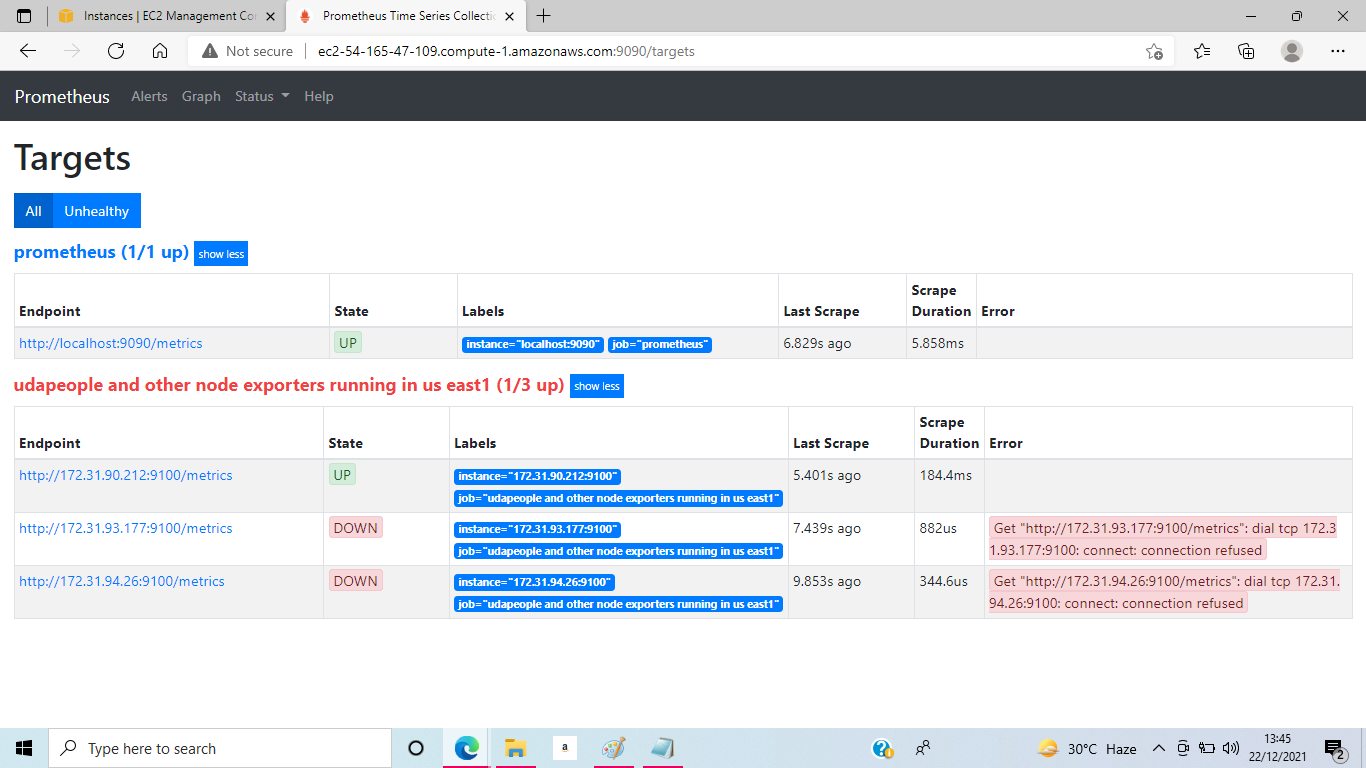 Instances | EC2 Management Con
Prometheus Time Series Collectio
Not secure
ec2-54-165-47-109.compute-1.amazonaws.com:9090/targets
Prometheus Alerts Graph Status Help
Targets
All Unhealthy
prometheus (1/1 up) show less
Endpoint State Labels Last Scrape Scrape Duration Error
http://localhost:9090/metrics UP instance="localhost:9090" job="prometheus" 6.829s ago 5.858ms
udapeople and other node exporters running in us east1 (1/3 up) show less
Endpoint State Labels Last Scrape Scrape Duration Error
http://172.31.90.212:9100/metrics UP instance="172.31.90.212:9100" 5.401s ago 184.4ms
job="udapeople and other node exporters running in us east1"
http://172.31.93.177:9100/metrics DOWN instance="172.31.93.177:9100" 7.439s ago 882us Get "http://172.31.93.177:9100/metrics": dial tcp 172.3
job="udapeople and other node exporters running in us east1" 1.93.177:9100: connect: connection refused
http://172.31.94.26:9100/metrics DOWN instance="172.31.94.26:9100" 9.853s ago 344.6us Get "http://172.31.94.26:9100/metrics": dial tcp 172.31.
job="udapeople and other node exporters running in us east1" 94.26:9100: connect: connection refused
Type here to search
a
30°C Haze
13:45
22/12/2021
2